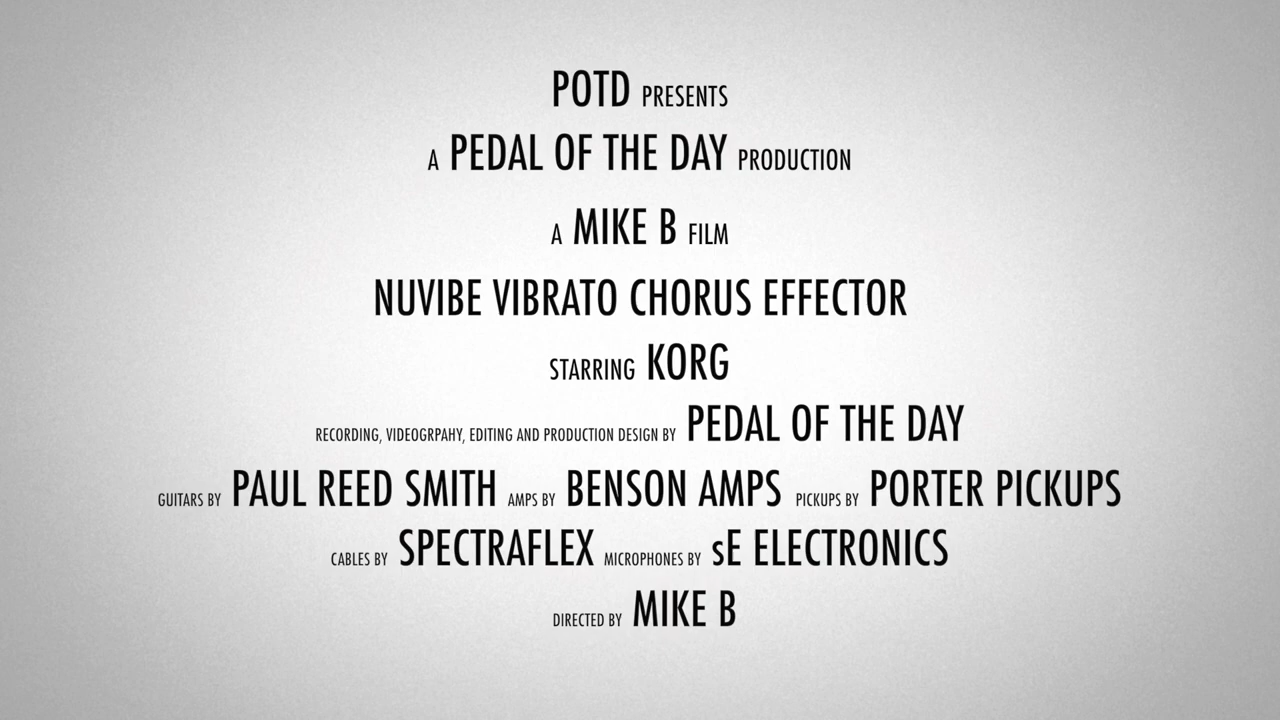 POTD PRESENTS
A PEDAL OF THE DAY PRODUCTION
A MIKE B FILM
NUVIBE VIBRATO CHORUS EFFECTOR
STARRING KORG
RECORDING, VIDEOGRPAHY, EDITING AND PRODUCTION DESIGN BY PEDAL OF THE DAY
GUITARS BY PAUL REED SMITH AMPS BY BENSON AMPS PICKUPS BY PORTER PICKUPS
CABLES BY SPECTRAFLEX MICROPHONES BY sE ELECTRONICS
DIRECTED BY MIKE B